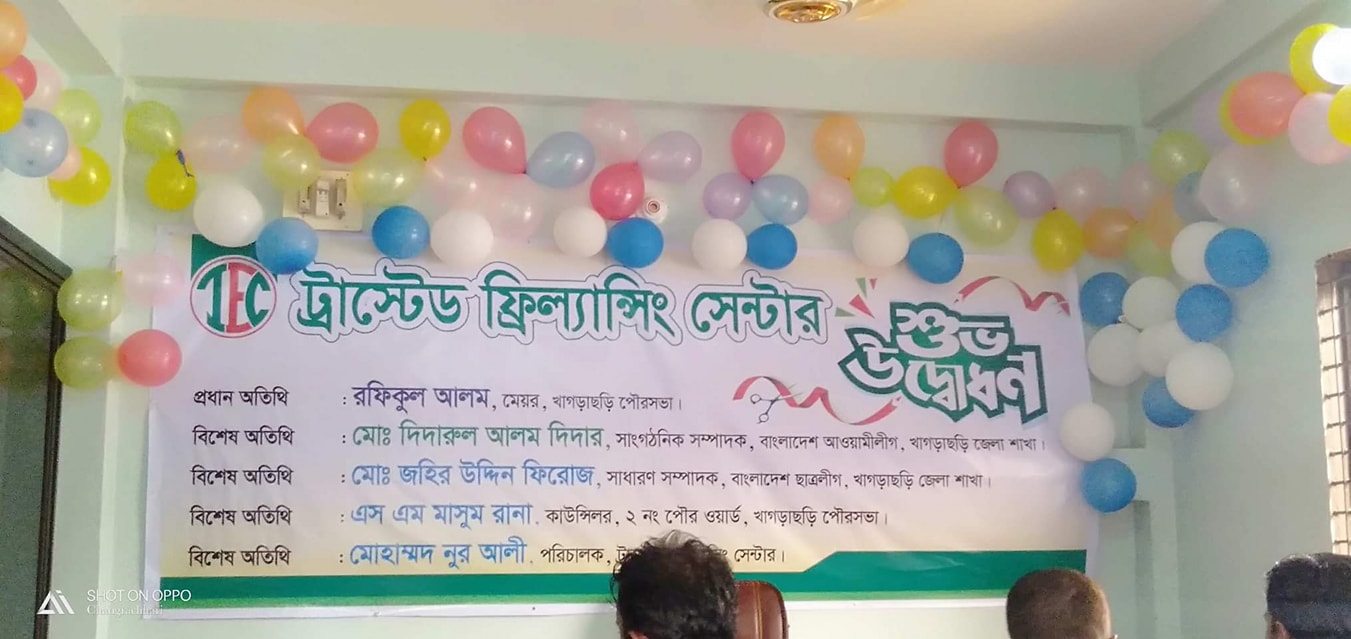 TFC ট্রাস্টেড ফ্রিল্যান্সিং সেন্টার
শুভ
উদ্বোধন
প্রধান অতিথি : রফিকুল আলম, মেয়র, খাগড়াছড়ি পৌরসভা।
বিশেষ অতিথি : মোঃ দিদারুল আলম দিদার, সাংগঠনিক সম্পাদক, বাংলাদেশ আওয়ামীলীগ, খাগড়াছড়ি জেলা শাখা।
বিশেষ অতিথি : মোঃ জহির উদ্দিন ফিরোজ, সাধারণ সম্পাদক, বাংলাদেশ ছাত্রলীগ, খাগড়াছড়ি জেলা শাখা।
বিশেষ অতিথি : এস এম মাসুম রানা, কাউন্সিলর, ২ নং পৌর ওয়ার্ড, খাগড়াছড়ি পৌরসভা।
বিশেষ অতিথি : মোহাম্মদ নুর আলী, পরিচালক, সেন্টার।
SHOT ON OPPO